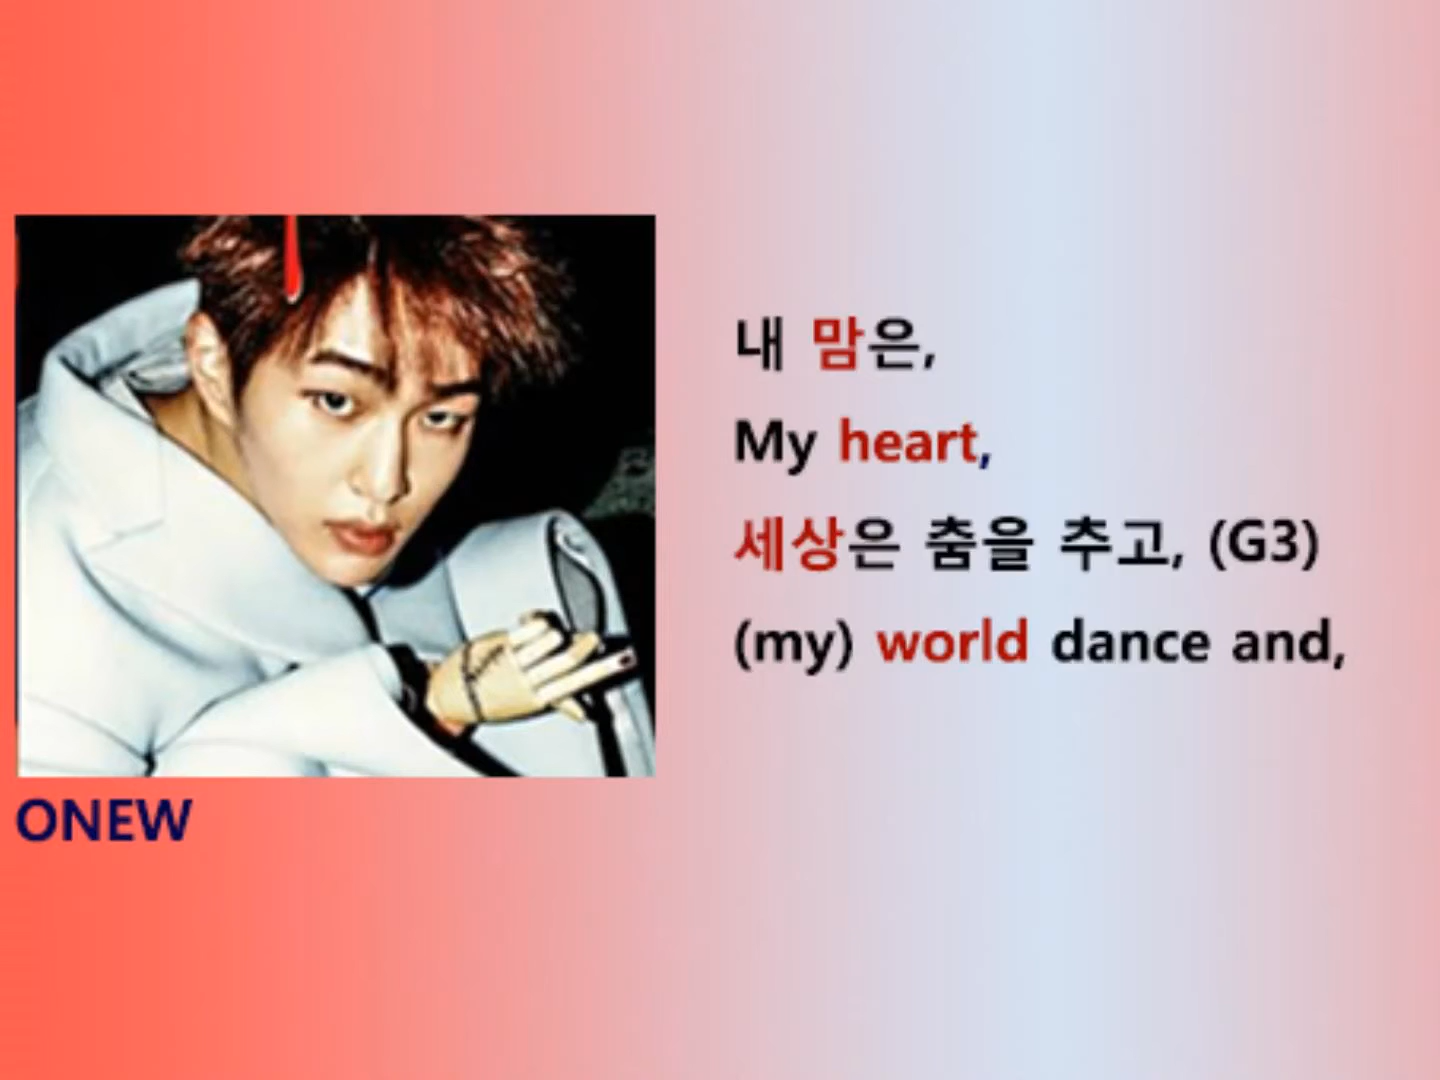 내 맘은,
My heart,
세상은 춤을 추고, (G3)
(my) world dance and,
ONEW